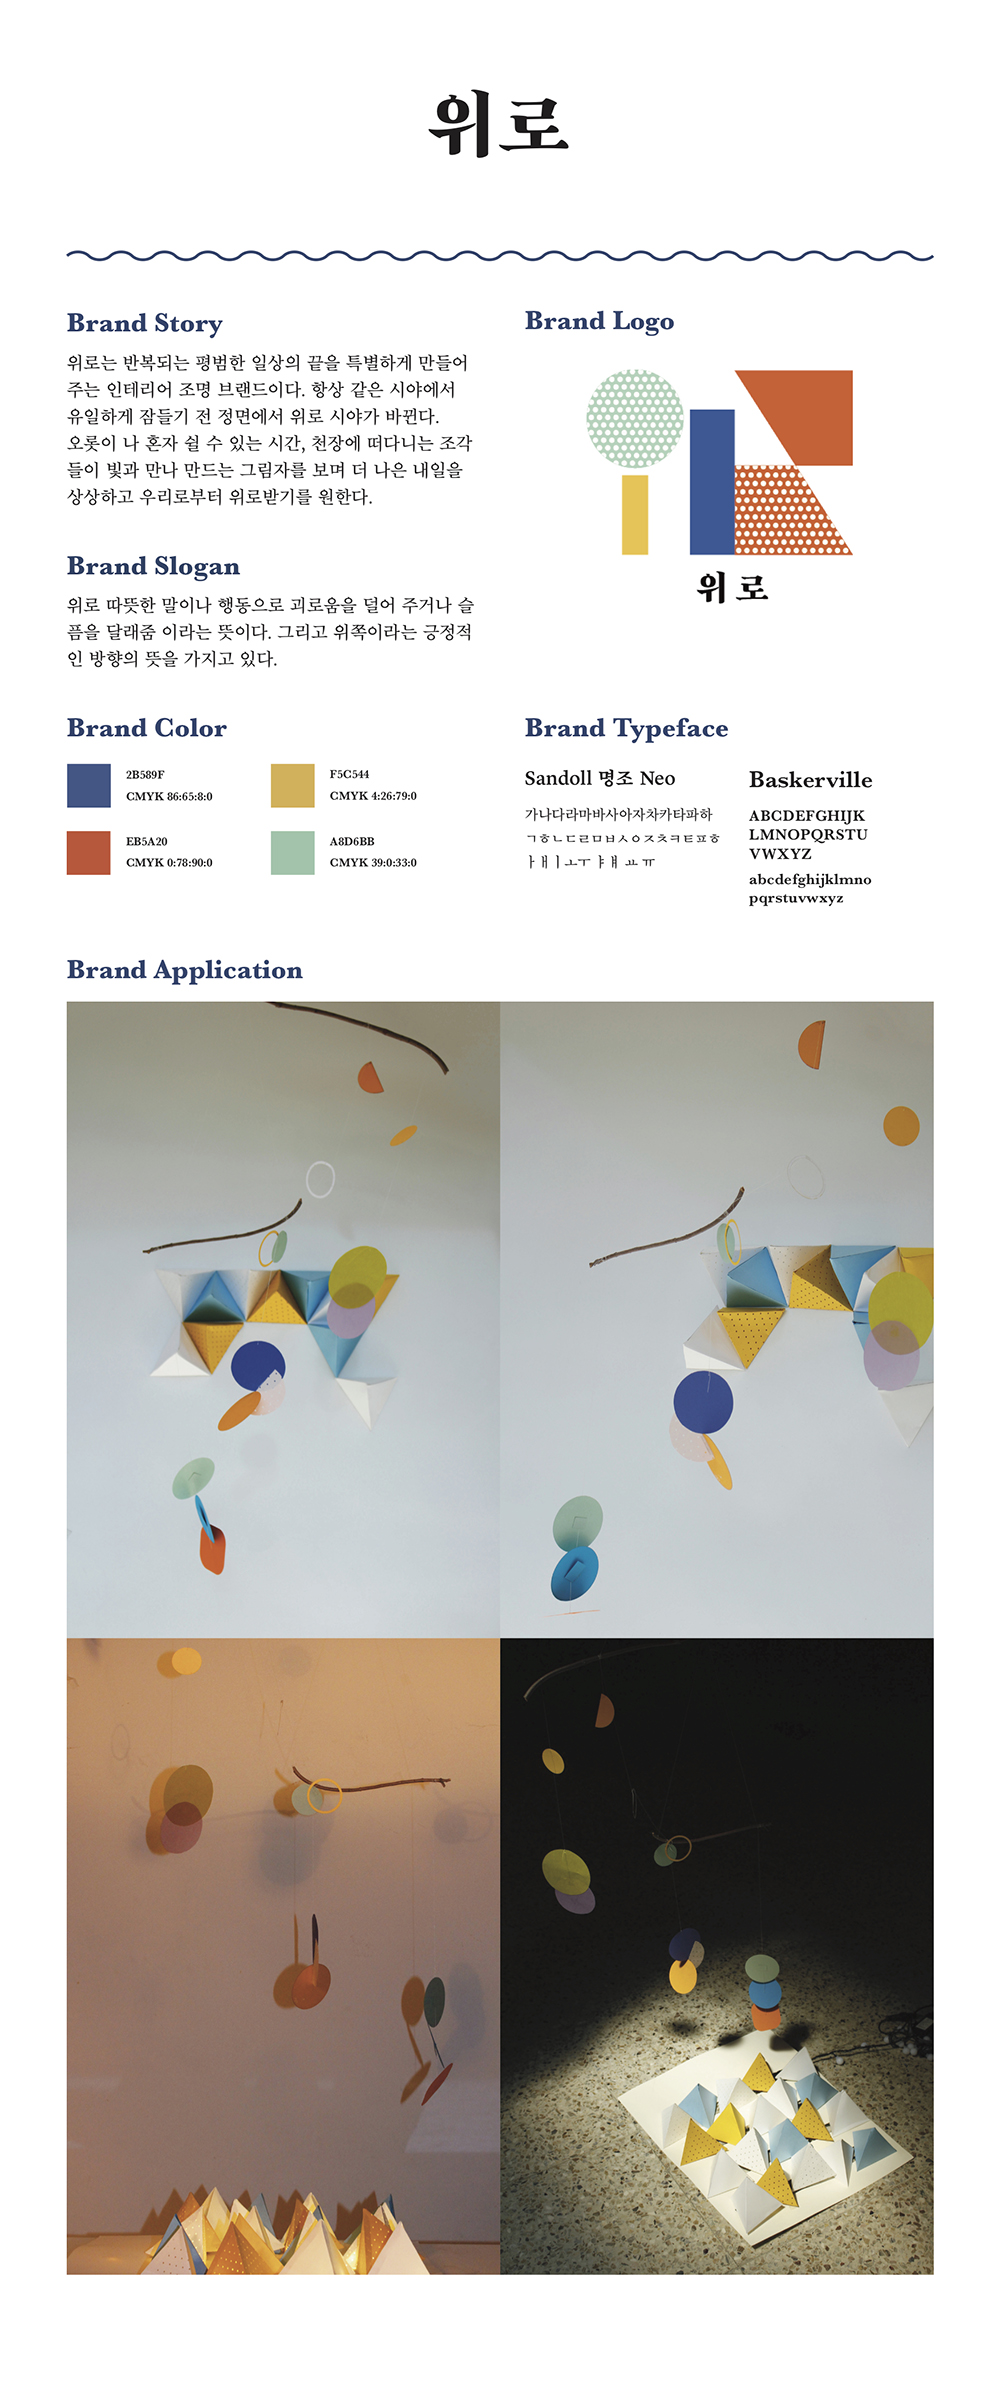 위로
Brand Story
위로는 반복되는 평범한 일상의 끝을 특별하게 만들어
주는 인테리어 조명 브랜드이다. 항상 같은 시야에서
유일하게 잠들기 전 정면에서 위로 시야가 바뀐다.
오롯이 나 혼자 쉴 수 있는 시간, 천장에 떠다니는 조각
들이 빛과 만나 만드는 그림자를 보며 더 나은 내일을
상상하고 우리로부터 위로받기를 원한다.
Brand Slogan
위로 따뜻한 말이나 행동으로 괴로움을 덜어 주거나 슬
픔을 달래줌 이라는 뜻이다. 그리고 위쪽이라는 긍정적
인 방향의 뜻을 가지고 있다.
Brand Logo
위로
Brand Color
2B589F
CMYK 86:65:8:0
F5C544
CMYK 4:26:79:0
EB5A20
CMYK 0:78:90:0
A8D6BB
CMYK 39:0:33:0
Brand Typeface
Sandoll 명조 Neo
가나다라마바사아자차카타파하
ㄱㅎㄴㄷㄹㅁㅂㅅㅇㅈㅊㅋㅌㅍㅎ
ㅏㅐㅣㅗㅜㅑㅒㅛㅠ
Baskerville
ABCDEFGHIJK
LMNOPQRSTU
VWXYZ
abcdefghijklmno
pqrstuvwxyz
Brand Application